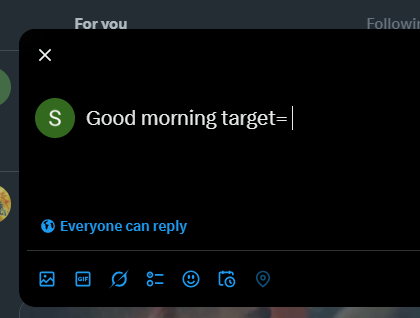 For you
Followin
S
Good morning target=
Everyone can reply
GIF